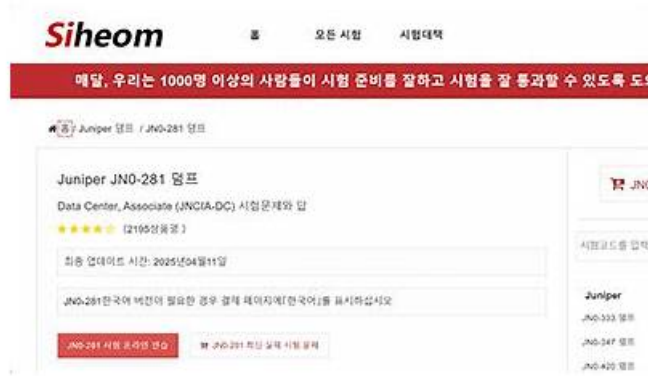 Siheom
홈 모든 시험 시험대책
매달, 우리는 1000명 이상의 사람들이 시험 준비를 잘하고 시험을 잘 통과할 수 있도록 도
홈 / Juniper 덤프 / JN0-281 덤프
Juniper JN0-281 덤프
Data Center, Associate (JNCIA-DC) 시험문제와 답
(2195상품평 )
최종 업데이트 시간: 2025년04월11일
JN0-281한국어 버전이 필요한 경우 결제 페이지에「한국어」를 표시하십시오
JN0-281 시험 온라인 연습
JN0-281 최신 실제 시험 문제
JN0
시험코드를 입력
Juniper
JN0-333 덤프
JN0-347 덤프
JN0-420 덤프